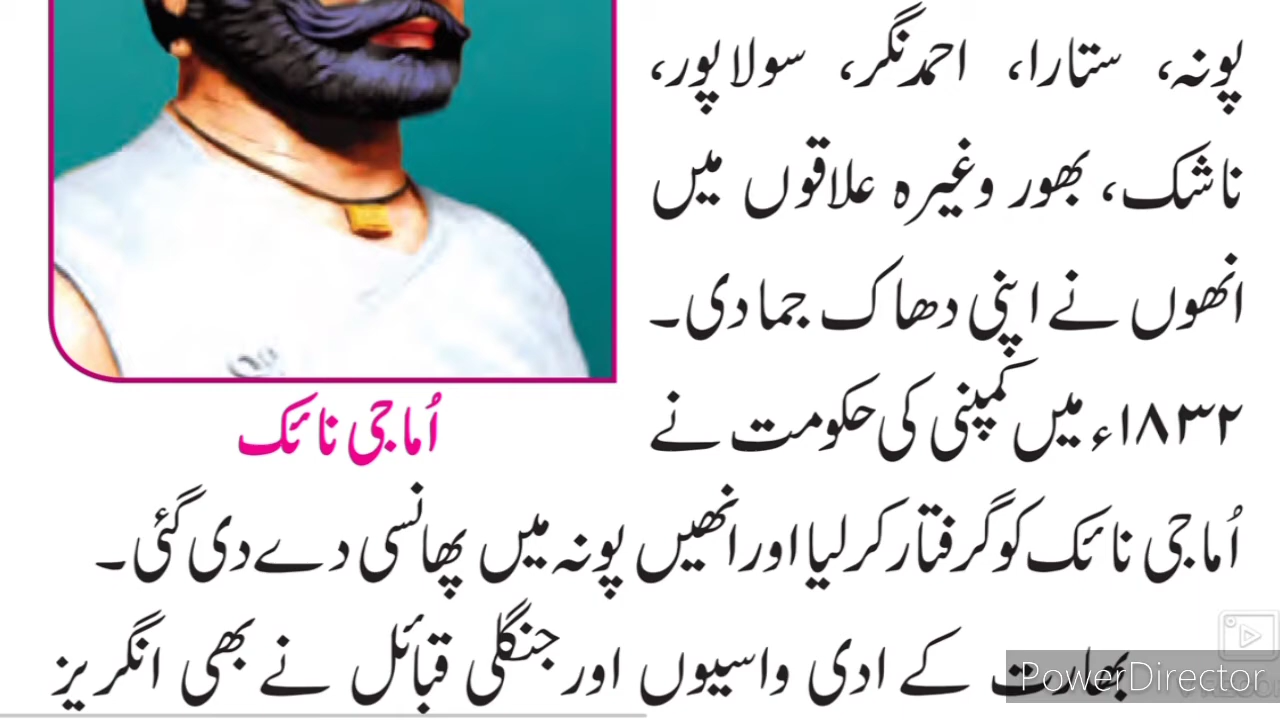 پونہ، ستارا، احمدنگر، سولاپور،
ناشک، بھور وغیرہ علاقوں میں
انھوں نے اپنی دھاک جمادی۔
۱۸۳۲ء میں کمپنی کی حکومت نے
اُماجی نائک
اُماجی نائک کو گرفتار کرلیا اور انھیں پونہ میں پھانسی دے دی گئی۔
بھارت کے ادی واسیوں اور جنگلی قبائل نے بھی انگریز
PowerDirector